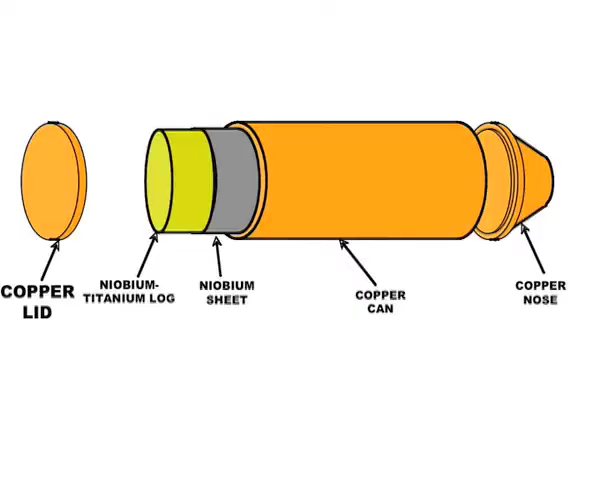 COPPER
LID
NIOBIUM-
TITANIUM LOG
NIOBIUM
SHEET
COPPER
CAN
COPPER
NOSE